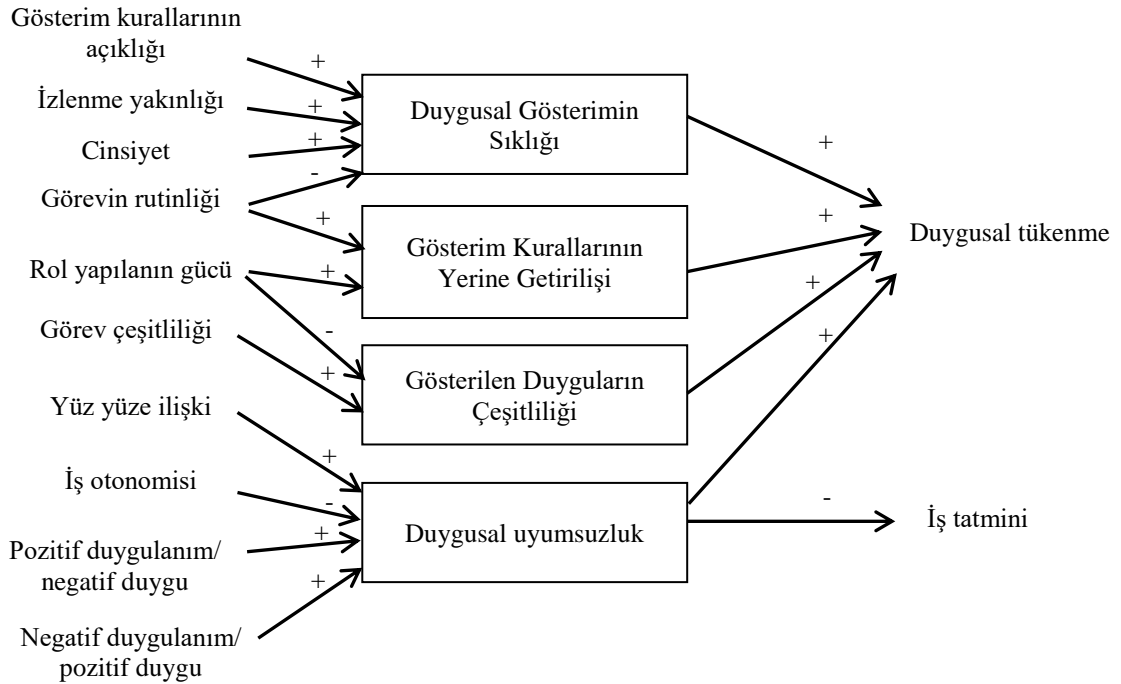 Gösterim kurallarının
açıklığı
İzlenme yakınlığı
Cinsiyet
Görevin rutinliği
Rol yapılanın gücü
Görev çeşitliliği
Yüz yüze ilişki
İş otonomisi
Pozitif duygulanım/
negatif duygu
Negatif duygulanım/
pozitif duygu
+
+
+
-
+
+
-
+
+
-
+
+
Duygusal Gösterimin
Sıklığı
Gösterim Kurallarının
Yerine Getirilişi
Gösterilen Duyguların
Çeşitliliği
Duygusal uyumsuzluk
+
+
+
+
-
Duygusal tükenme
İş tatmini